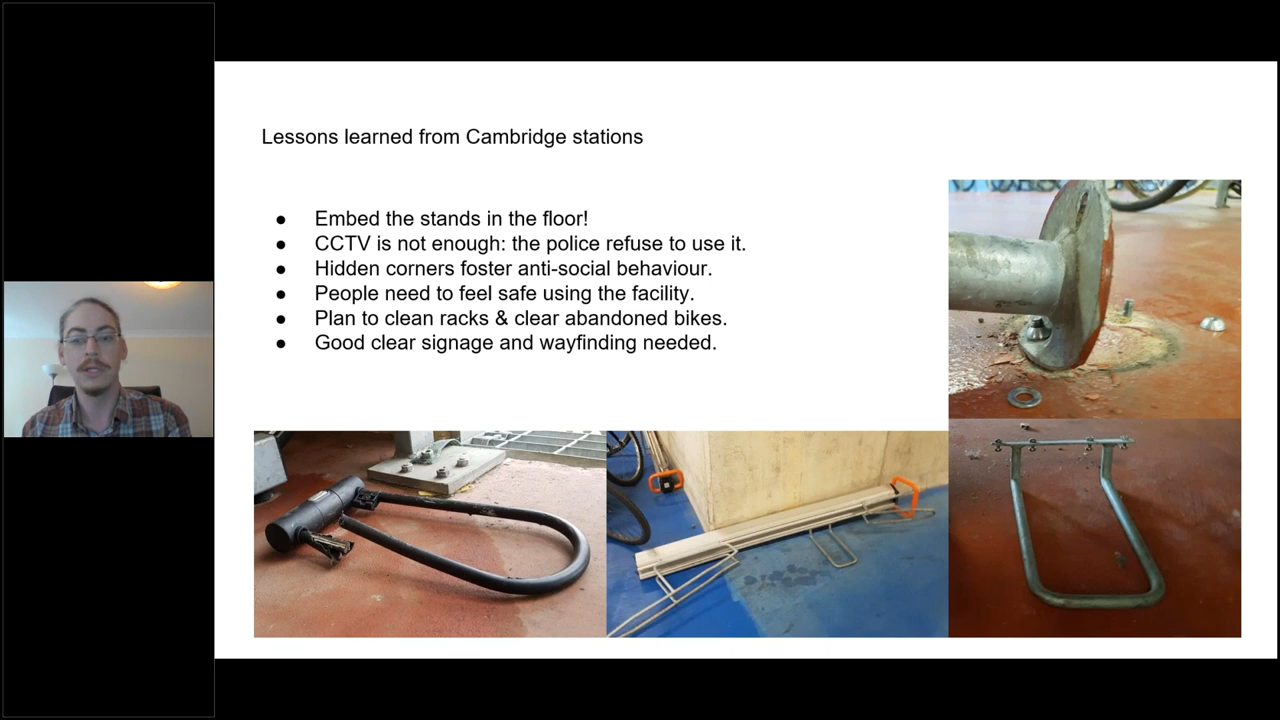 Lessons learned from Cambridge stations
● Embed the stands in the floor!
● CCTV is not enough: the police refuse to use it.
● Hidden corners foster anti-social behaviour.
● People need to feel safe using the facility.
● Plan to clean racks & clear abandoned bikes.
● Good clear signage and wayfinding needed.